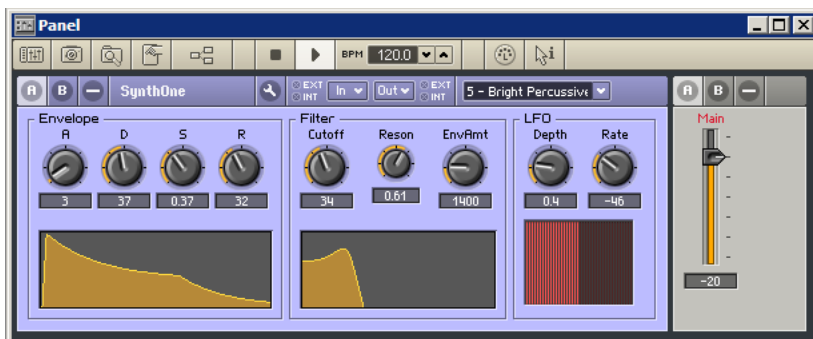 Panel
BPM 120.0
A B SynthOne EXT INT In Out EXT INT 5 - Bright Percussive A B
Envelope Filter LFO Main
A D S R Cutoff Reson EnvAmt Depth Rate
3 37 0.37 32 34 0.61 1400 0.4 -46
-20